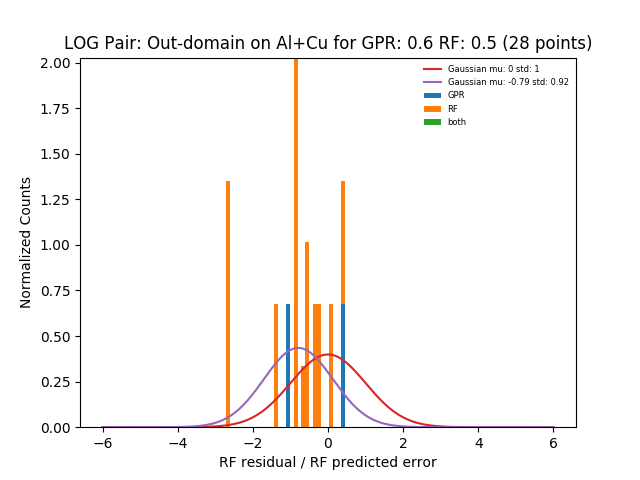 LOG Pair: Out-domain on Al+Cu for GPR: 0.6 RF: 0.5 (28 points)
Gaussian mu: 0 std: 1
Gaussian mu: -0.79 std: 0.92
GPR
RF
both
Normalized Counts
2.00
1.75
1.50
1.25
1.00
0.75
0.50
0.25
0.00
−6 −4 −2 0 2 4 6
RF residual / RF predicted error